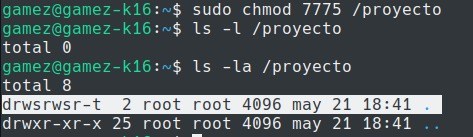 gamez@gamez-k16:~$ sudo chmod 7775 /proyecto
gamez@gamez-k16:~$ ls -l /proyecto
total 0
gamez@gamez-k16:~$ ls -la /proyecto
total 8
drwsrwsr-t  2 root root 4096 may 21 18:41 .
drwxr-xr-x 25 root root 4096 may 21 18:41 ..